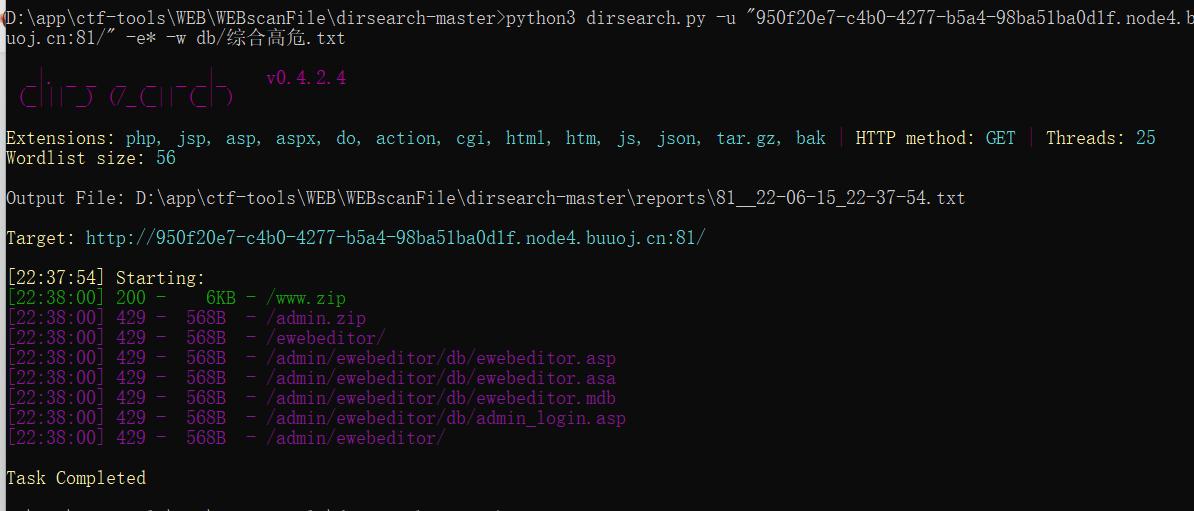 D:\app\ctf-tools\WEB\WEBscanFile\dirsearch-master>python3 dirsearch.py -u "950f20e7-c4b0-4277-b5a4-98ba51ba0d1f.node4.b
uoj.cn:81/" -e* -w db/综合高危.txt
dirsearch v0.4.2.4
Extensions: php, jsp, asp, aspx, do, action, cgi, html, htm, js, json, tar.gz, bak | HTTP method: GET | Threads: 25
Wordlist size: 56
Output File: D:\app\ctf-tools\WEB\WEBscanFile\dirsearch-master\reports\81__22-06-15_22-37-54.txt
Target: http://950f20e7-c4b0-4277-b5a4-98ba51ba0d1f.node4.buuoj.cn:81/
[22:37:54] Starting:
[22:38:00] 200 -    6KB - /www.zip
[22:38:00] 429 -  568B  - /admin.zip
[22:38:00] 429 -  568B  - /ewebeditor/
[22:38:00] 429 -  568B  - /admin/ewebeditor/db/ewebeditor.asp
[22:38:00] 429 -  568B  - /admin/ewebeditor/db/ewebeditor.asa
[22:38:00] 429 -  568B  - /admin/ewebeditor/db/ewebeditor.mdb
[22:38:00] 429 -  568B  - /admin/ewebeditor/db/admin_login.asp
[22:38:00] 429 -  568B  - /admin/ewebeditor/
Task Completed